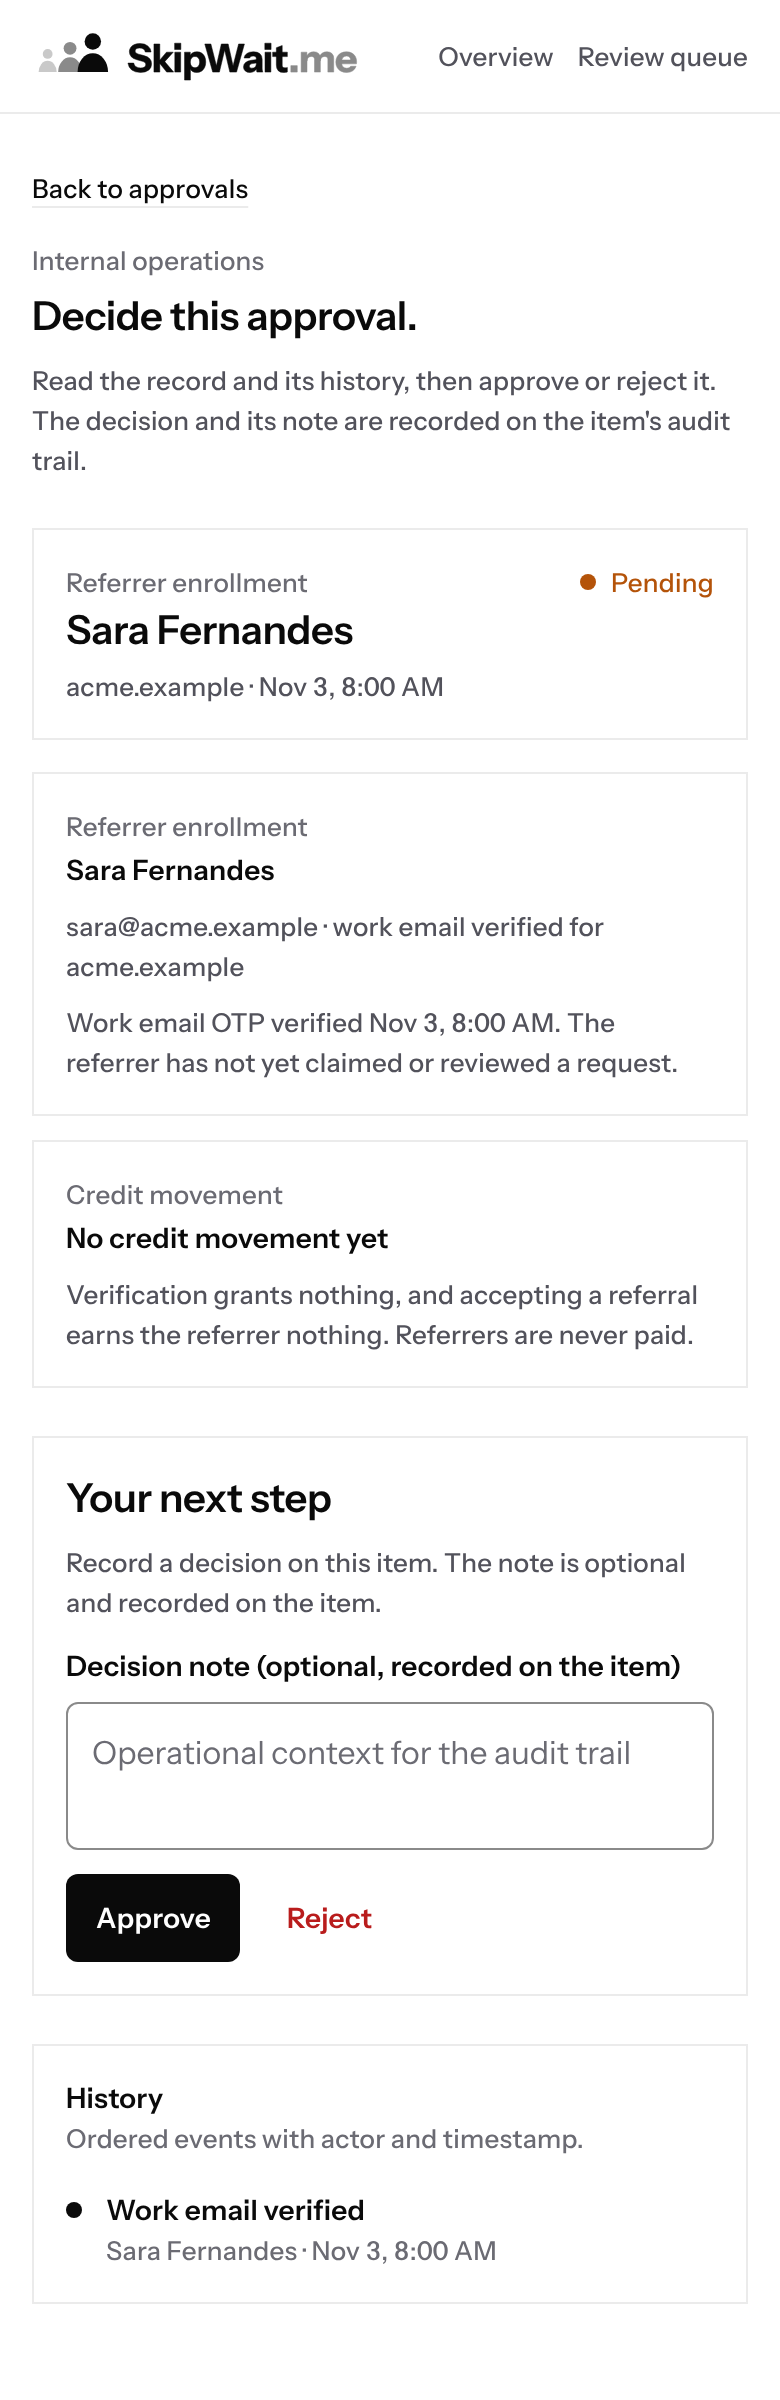 SkipWait.me
Overview
Review queue
Back to approvals
Internal operations
Decide this approval.
Read the record and its history, then approve or reject it.
The decision and its note are recorded on the item's audit
trail.
Referrer enrollment
Pending
Sara Fernandes
acme.example · Nov 3, 8:00 AM
Referrer enrollment
Sara Fernandes
sara@acme.example · work email verified for
acme.example
Work email OTP verified Nov 3, 8:00 AM. The
referrer has not yet claimed or reviewed a request.
Credit movement
No credit movement yet
Verification grants nothing, and accepting a referral
earns the referrer nothing. Referrers are never paid.
Your next step
Record a decision on this item. The note is optional
and recorded on the item.
Decision note (optional, recorded on the item)
Operational context for the audit trail
Approve
Reject
History
Ordered events with actor and timestamp.
Work email verified
Sara Fernandes · Nov 3, 8:00 AM